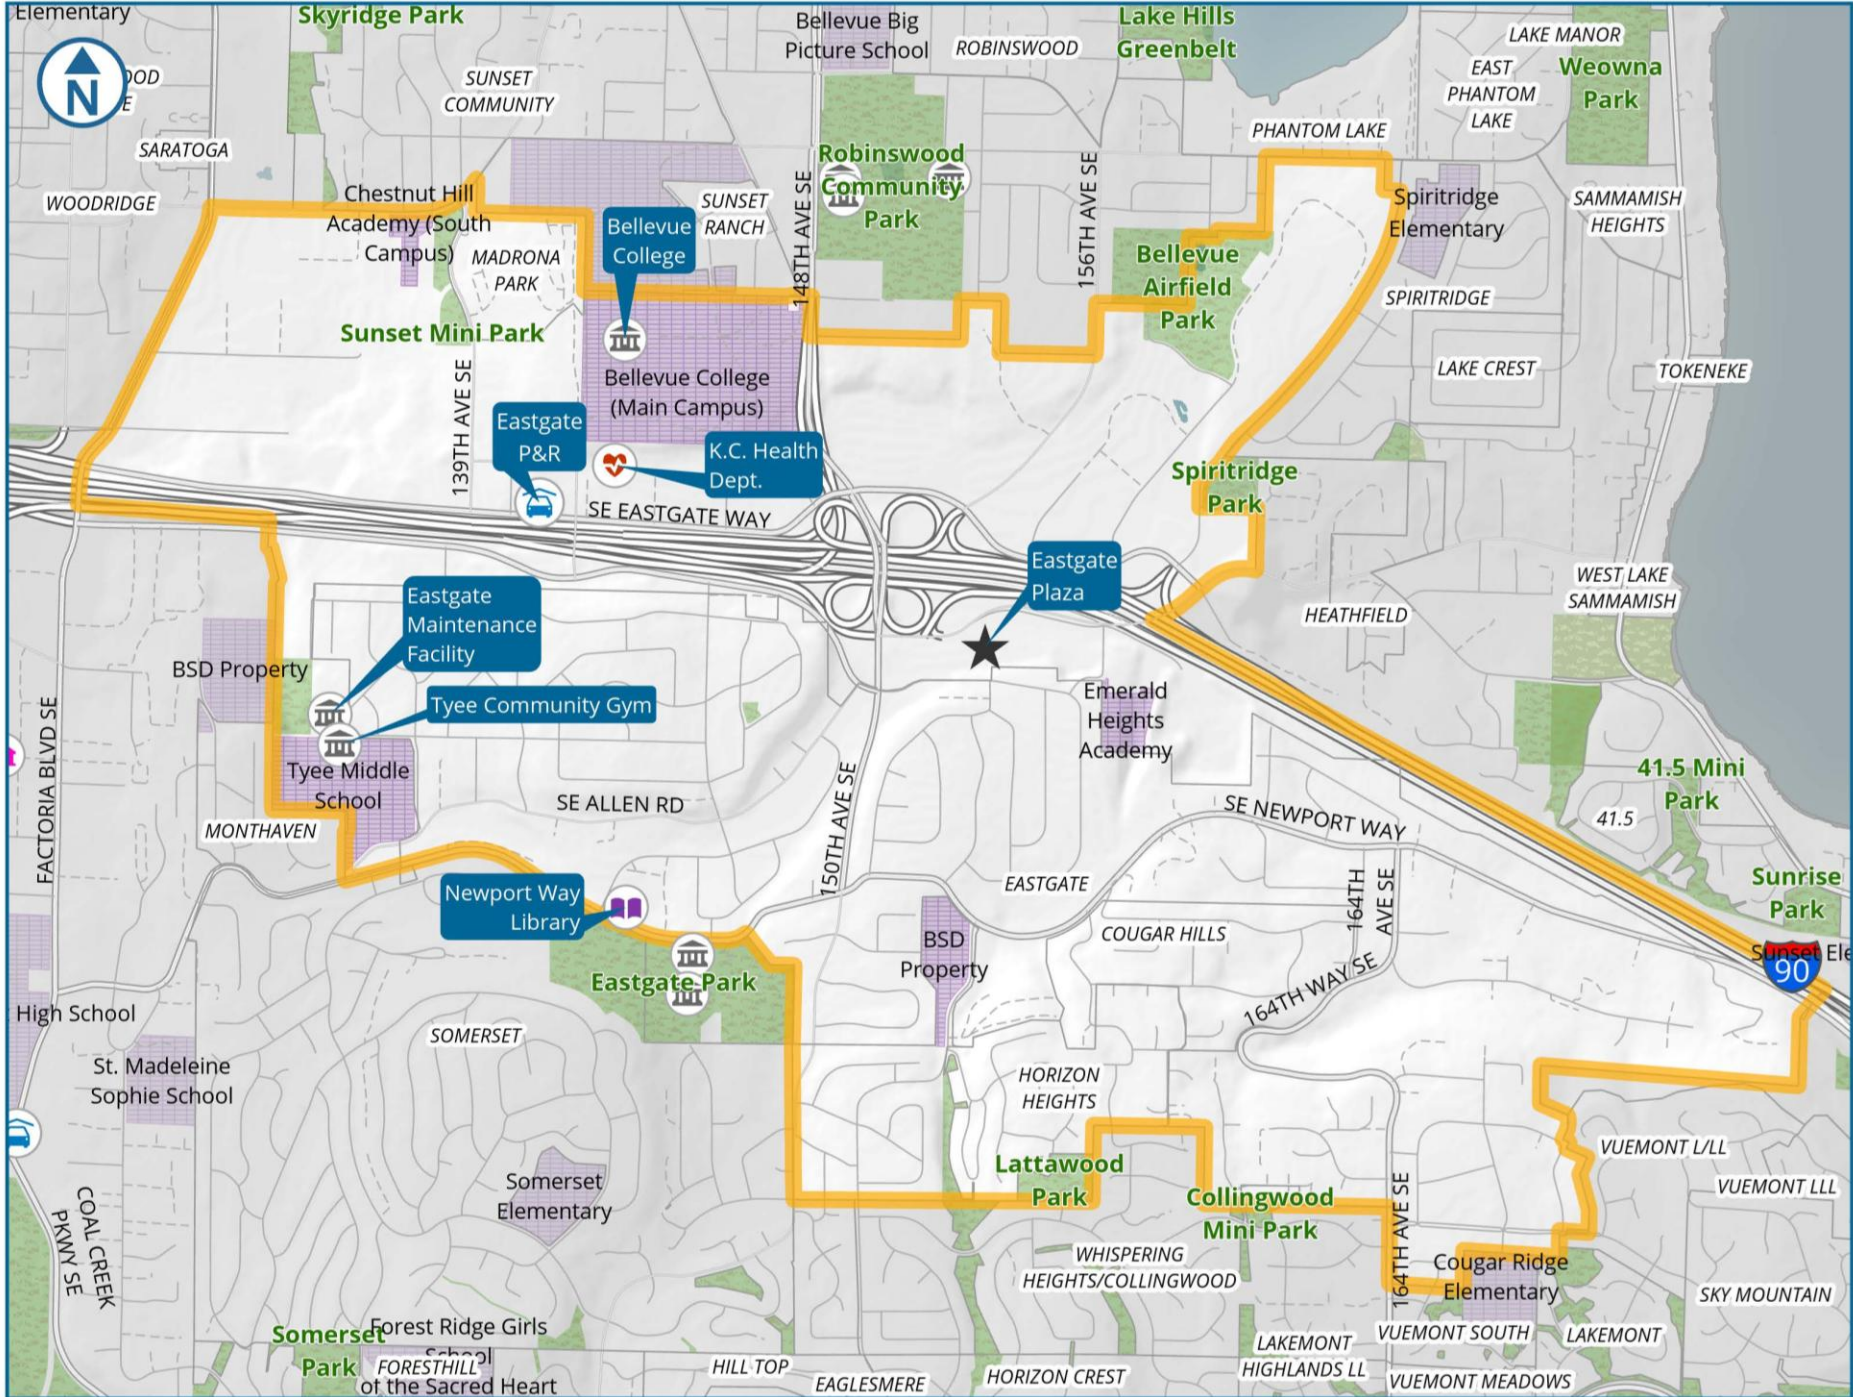 Elementary
Skyridge Park
Bellevue Big
Picture School
ROBINSWOOD
Lake Hills
Greenbelt
LAKE MANOR
Weowna
Park
EAST
PHANTOM
LAKE
N
OOD
E
SUNSET
COMMUNITY
SARATOGA
WOODRIDGE
PHANTOM LAKE
Robinswood
Community
Park
148TH AVE SE
156TH AVE SE
Chestnut Hill
Academy (South
Campus)
MADRONA
PARK
SUNSET
RANCH
Bellevue
College
Spiritridge
Elementary
SAMMAMISH
HEIGHTS
Bellevue
Airfield
Park
SPIRITRIDGE
Sunset Mini Park
139TH AVE SE
Bellevue College
(Main Campus)
LAKE CREST
TOKENEKE
Eastgate
P&R
K.C. Health
Dept.
SE EASTGATE WAY
Spiritridge
Park
Eastgate
Plaza
WEST LAKE
SAMMAMISH
HEATHFIELD
Eastgate
Maintenance
Facility
BSD Property
Tyee Community Gym
Emerald
Heights
Academy
FACTORIA BLVD SE
Tyee Middle
School
SE ALLEN RD
150TH AVE SE
MONTHAVEN
SE NEWPORT WAY
41.5 Mini
Park
41.5
Newport Way
Library
EASTGATE
164TH
AVE SE
Sunrise
Park
BSD
Property
COUGAR HILLS
Sunset Ele
90
Eastgate Park
164TH WAY SE
High School
SOMERSET
St. Madeleine
Sophie School
HORIZON
HEIGHTS
VUEMONT L/LL
Somerset
Elementary
Lattawood
Park
Collingwood
Mini Park
164TH AVE SE
VUEMONT LLL
COAL CREEK
PKWY SE
WHISPERING
HEIGHTS/COLLINGWOOD
Cougar Ridge
Elementary
SKY MOUNTAIN
Somerset
Park
Forest Ridge Girls
School
of the Sacred Heart
FORESTHILL
HILL TOP
EAGLESMERE
HORIZON CREST
LAKEMONT
HIGHLANDS LL
VUEMONT SOUTH
LAKEMONT
VUEMONT MEADOWS